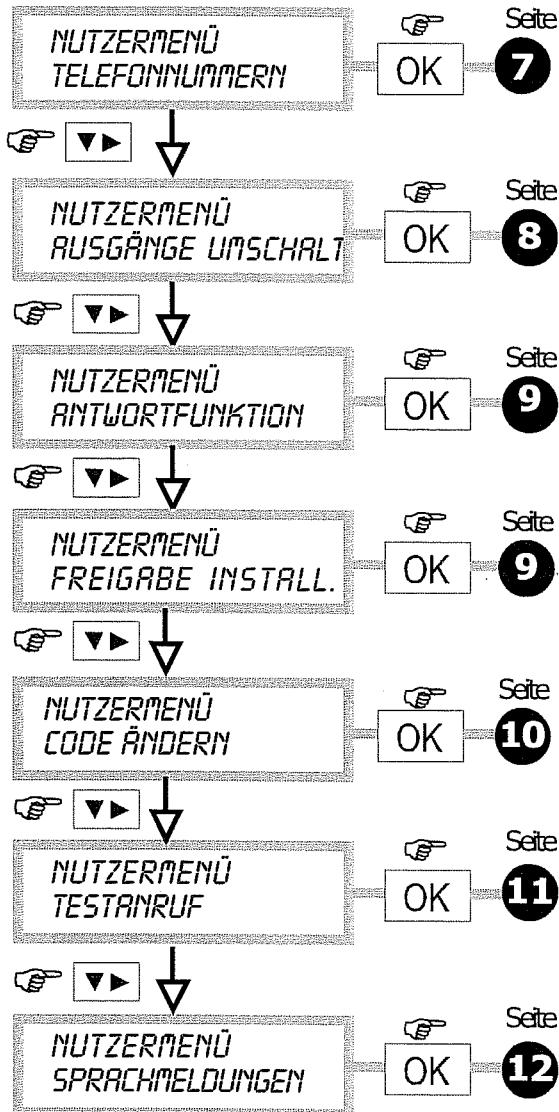 Seite
NUTZERMENÜ
TELEFONNUMMERN
OK
7
▼►
Seite
NUTZERMENÜ
AUSGÄNGE UMSCHALT
OK
8
▼►
Seite
NUTZERMENÜ
ANTWORTFUNKTION
OK
9
▼►
Seite
NUTZERMENÜ
FREIGABE INSTALL.
OK
9
▼►
Seite
NUTZERMENÜ
CODE ÄNDERN
OK
10
▼►
Seite
NUTZERMENÜ
TESTANRUF
OK
11
▼►
Seite
NUTZERMENÜ
SPRACHMELDUNGEN
OK
12